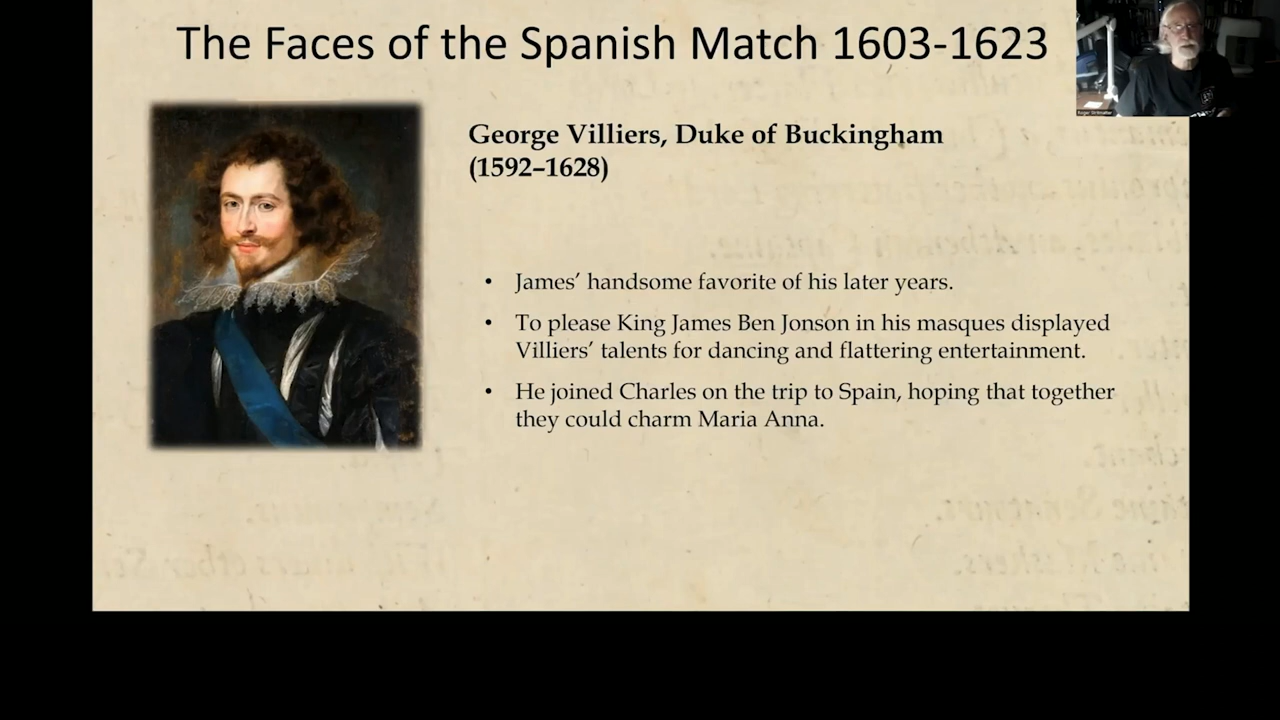 The Faces of the Spanish Match 1603-1623
George Villiers, Duke of Buckingham
(1592–1628)
• James’ handsome favorite of his later years.
• To please King James Ben Jonson in his masques displayed
Villiers’ talents for dancing and flattering entertainment.
• He joined Charles on the trip to Spain, hoping that together
they could charm Maria Anna.